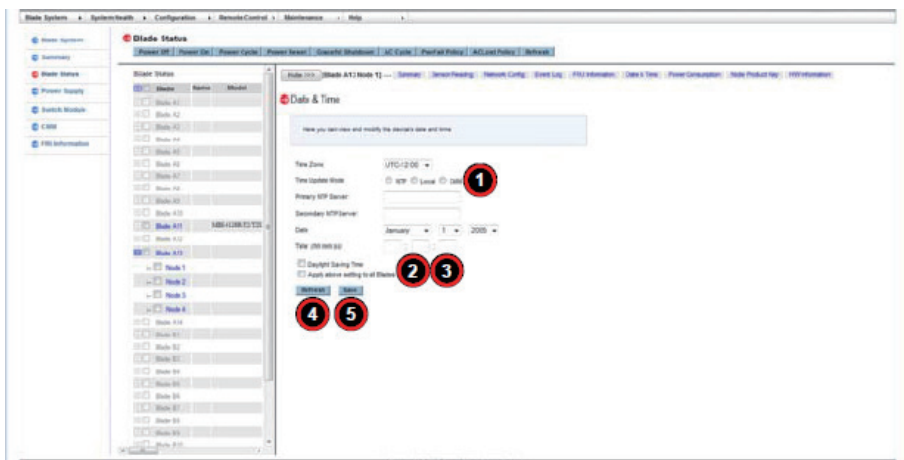 Blade System System Health Configuration Remote Control Maintenance Help
Blade System
Summary
Blade Status
Power Supply
Switch Module
CMM
FRU Information
Blade Status
Power Off Power On Power Cycle Power Reset Graceful Shutdown AC Cycle PwrFail Policy ACLost Policy Refresh
Blade Status
Blade Name Model
Blade A1
Blade A2
Blade A3
Blade A4
Blade A5
Blade A6
Blade A7
Blade A8
Blade A9
Blade A10
Blade A11
Blade A12
Blade A13
Node 1
Node 2
Node 3
Node 4
Blade A14
Blade B1
Blade B2
Blade B3
Blade B4
Blade B5
Blade B6
Blade B7
Blade B8
Blade B9
Blade B10
Hide >>> [Blade A13 Node 1] --- Summary Sensor Reading Network Config Event Log FRU Information Date & Time Power Consumption Node Product Key HW Information
Date & Time
Here you can view and modify the device's date and time
Time Zone UTC-12:00
Time Update Mode NTP Local 1
Primary NTP Server
Secondary NTP Server
Date January 1 2005
Time (hh:mm:ss) : :
Daylight Saving Time
Apply above setting to all Blades 2 3
Refresh Save
4 5